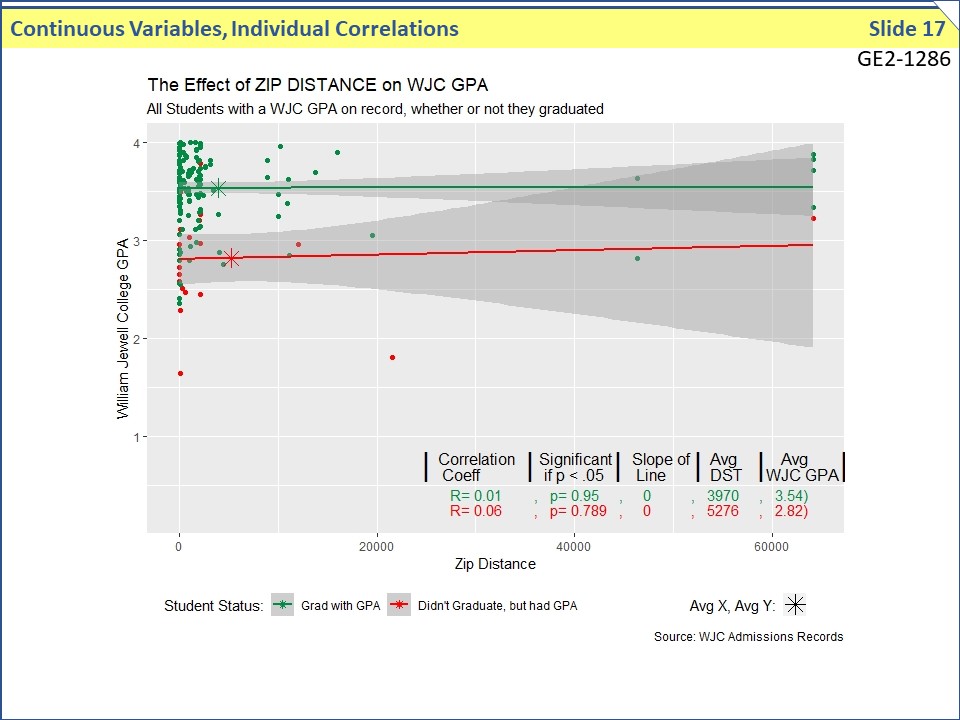 Continuous Variables, Individual Correlations
Slide 17
GE2-1286
The Effect of ZIP DISTANCE on WJC GPA
All Students with a WJC GPA on record, whether or not they graduated
William Jewell College GPA
4
3
2
1
Correlation Coeff | Significant if p < .05 | Slope of Line | Avg DST | Avg WJC GPA
R= 0.01 , p= 0.95 , 0 , 3970 , 3.54)
R= 0.06 , p= 0.789 , 0 , 5276 , 2.82)
0 20000 40000 60000
Zip Distance
Student Status: Grad with GPA Didn't Graduate, but had GPA Avg X, Avg Y:
Source: WJC Admissions Records